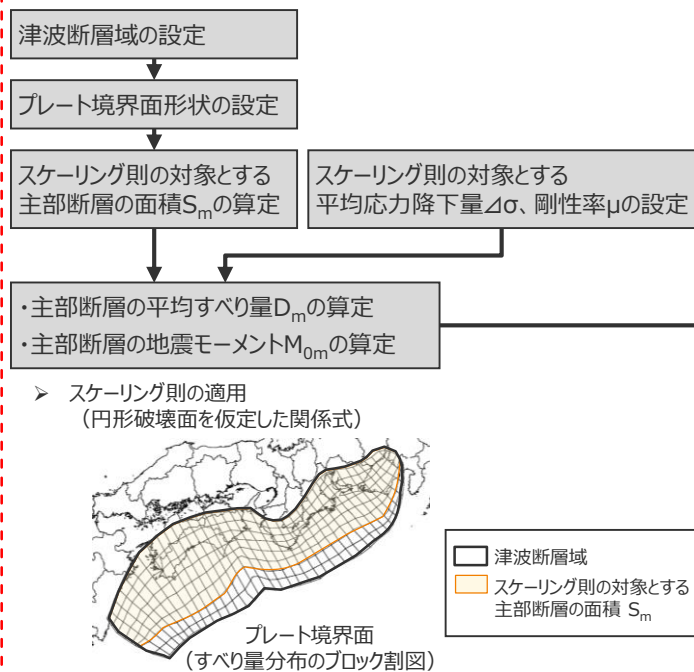 津波断層域の設定
プレート境界面形状の設定
スケーリング則の対象とする
主部断層の面積Smの算定
スケーリング則の対象とする
平均応力降下量⊿σ、剛性率μの設定
・主部断層の平均すべり量Dmの算定
・主部断層の地震モーメントM0mの算定
➢ スケーリング則の適用
（円形破壊面を仮定した関係式）
津波断層域
スケーリング則の対象とする
主部断層の面積 Sm
プレート境界面
（すべり量分布のブロック割図）